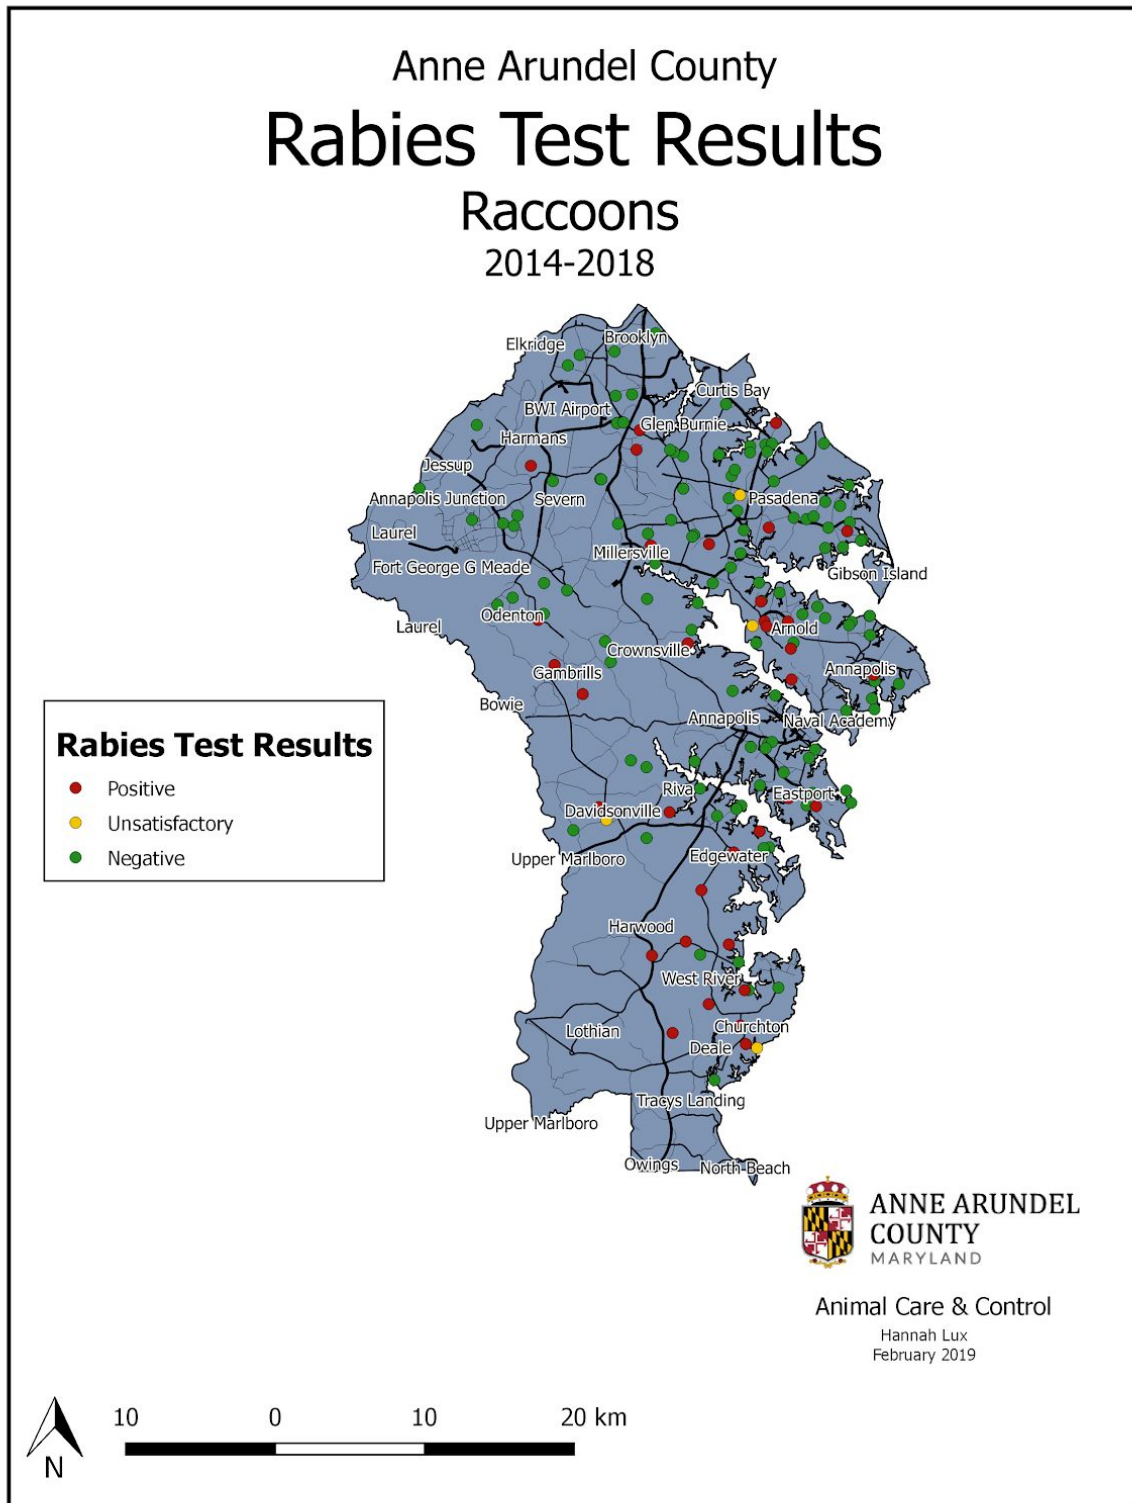 Anne Arundel County
Rabies Test Results
Raccoons
2014-2018
Brooklyn
Elkridge
Curtis Bay
BWI Airport
Glen Burnie
Harmans
Jessup
Annapolis Junction
Severn
Pasadena
Laurel
Millersville
Fort George G Meade
Gibson Island
Odenton
Laurel
Arnold
Crownsville
Gambrills
Annapolis
Bowie
Annapolis
Naval Academy
Riva
Eastport
Davidsonville
Upper Marlboro
Edgewater
Harwood
West River
Lothian
Churchton
Deale
Tracys Landing
Upper Marlboro
Owings
North Beach
Rabies Test Results
Positive
Unsatisfactory
Negative
ANNE ARUNDEL
COUNTY
MARYLAND
Animal Care & Control
Hannah Lux
February 2019
10 0 10 20 km
N